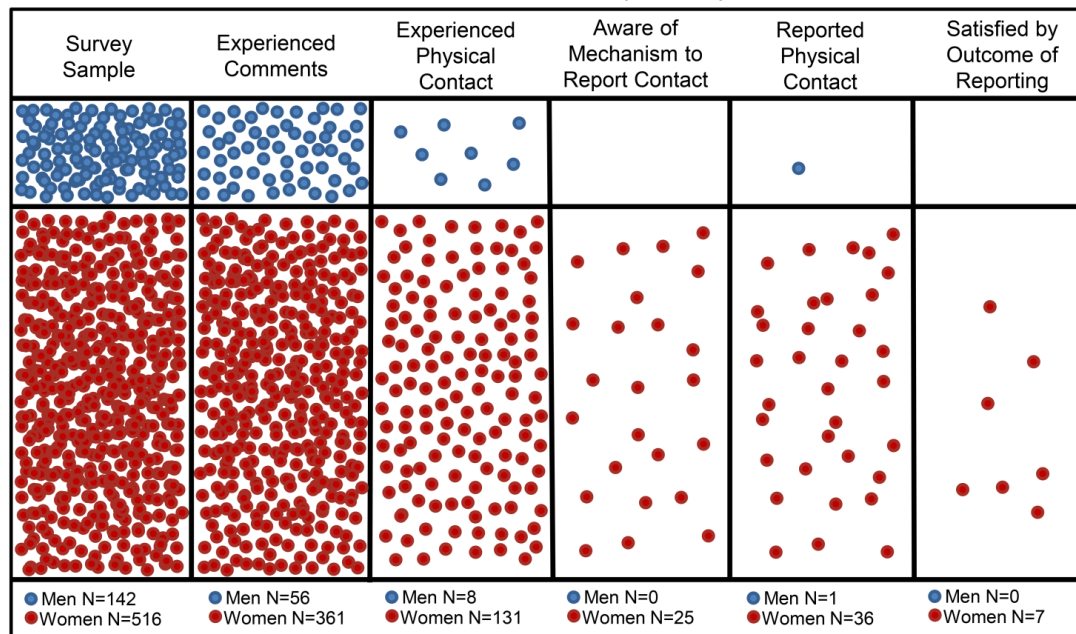 Survey
Sample
Experienced
Comments
Experienced
Physical
Contact
Aware of
Mechanism to
Report Contact
Reported
Physical
Contact
Satisfied by
Outcome of
Reporting
Men N=142
Women N=516
Men N=56
Women N=361
Men N=8
Women N=131
Men N=0
Women N=25
Men N=1
Women N=36
Men N=0
Women N=7